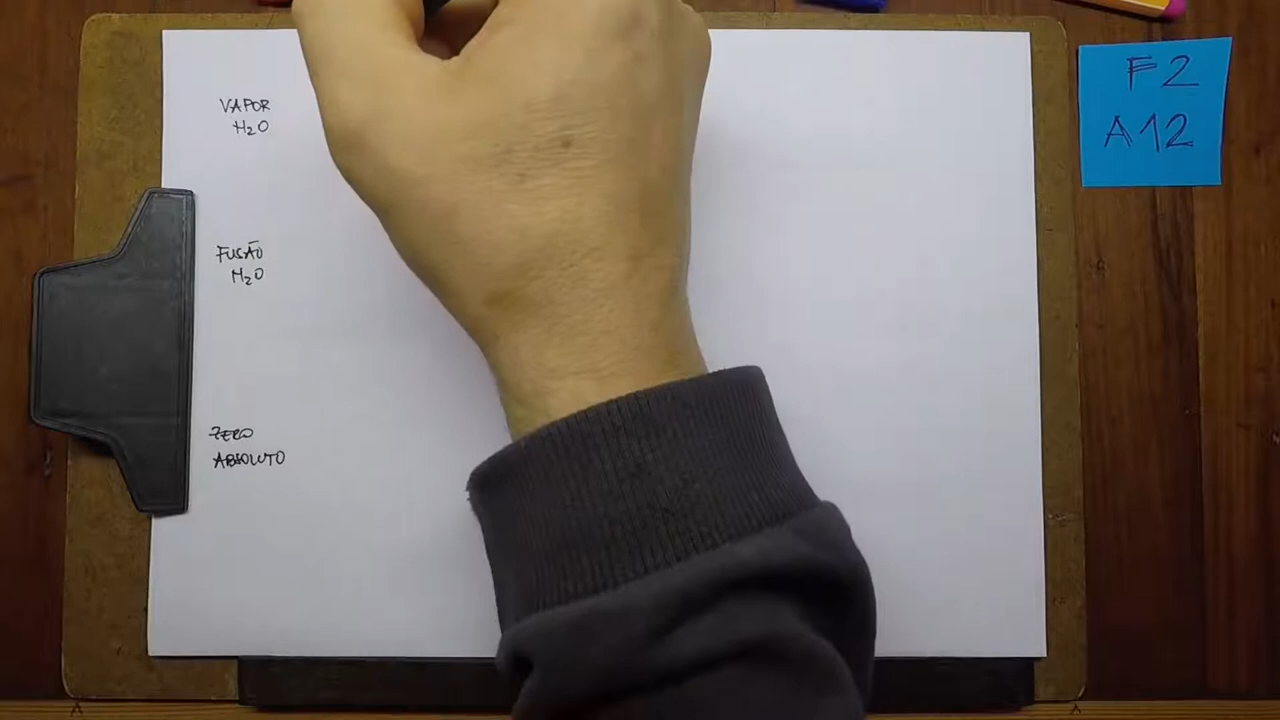 VAPOR
H₂O
FUSÃO
H₂O
ZERO
ABSOLUTO
F2
A12